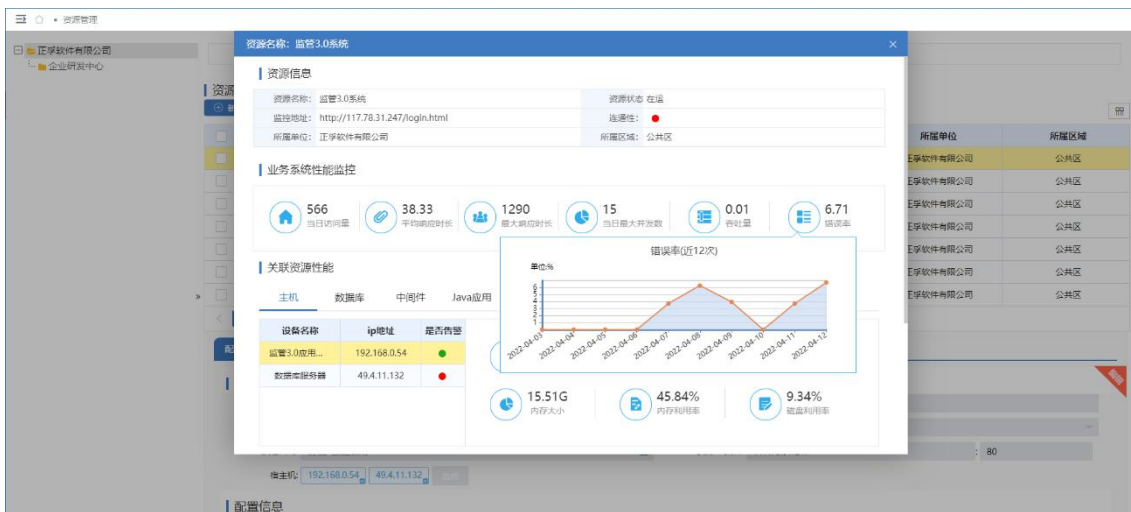 资源管理
正孚软件有限公司
企业研发中心
资源名称：监管3.0系统
资源信息
资源名称： 监管3.0系统 资源状态 在运
监控地址： http://117.78.31.247/login.html 连通性：
所属单位： 正孚软件有限公司 所属区域： 公共区
资源
所属单位 所属区域
正孚软件有限公司 公共区
正孚软件有限公司 公共区
正孚软件有限公司 公共区
正孚软件有限公司 公共区
正孚软件有限公司 公共区
正孚软件有限公司 公共区
正孚软件有限公司 公共区
业务系统性能监控
566 38.33 1290 15 0.01 6.71
当日访问量 平均响应时长 最大响应时长 当日最大并发数 吞吐量 错误率
错误率(近12次)
单位:%
6
5
4
3
2
1
2022-04-03 2022-04-04 2022-04-05 2022-04-06 2022-04-07 2022-04-08 2022-04-09 2022-04-10 2022-04-11 2022-04-12
关联资源性能
主机 数据库 中间件 Java应用
设备名称 ip地址 是否告警
监管3.0应用... 192.168.0.54
数据库服务器 49.4.11.132
15.51G 45.84% 9.34%
内存大小 内存利用率 磁盘利用率
: 80
宿主机: 192.168.0.54 49.4.11.132
配置信息